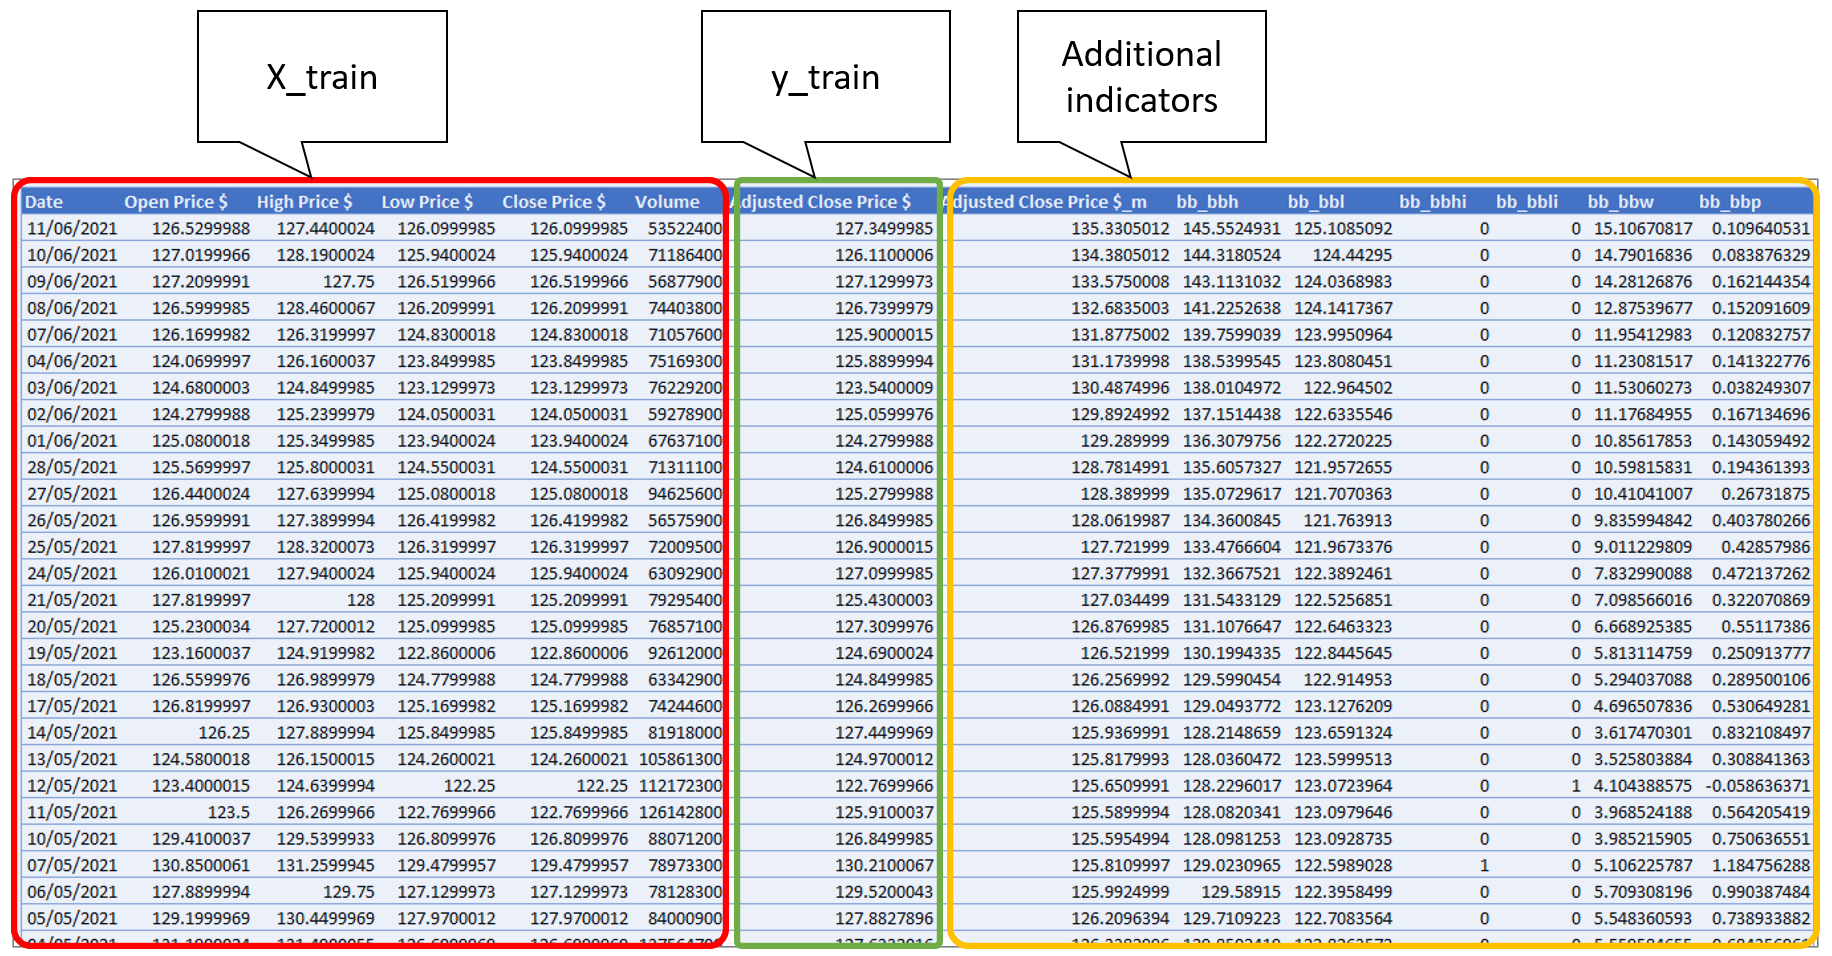 X_train
y_train
Additional
indicators
Date Open Price $ High Price $ Low Price $ Close Price $ Volume Adjusted Close Price $ Adjusted Close Price $_m bb_bbh bb_bbl bb_bbhi bb_bbli bb_bbw bb_bbp
11/06/2021 126.5299988 127.4400024 126.0999985 126.0999985 53522400 127.3499985 135.3305012 145.5524931 125.1085092 0 0 15.10670817 0.109640531
10/06/2021 127.0199966 128.1900024 125.9400024 125.9400024 71186400 126.1100006 134.3805012 144.3180524 124.44295 0 0 14.79016836 0.083876329
09/06/2021 127.2099991 127.75 126.5199966 126.5199966 56877900 127.1299973 133.5750008 143.1131032 124.0368983 0 0 14.28126876 0.162144354
08/06/2021 126.5999985 128.4600067 126.2099991 126.2099991 74403800 126.7399979 132.6835003 141.2252638 124.1417367 0 0 12.87539677 0.152091609
07/06/2021 126.1699982 126.3199997 124.8300018 124.8300018 71057600 125.9000015 131.8775002 139.7599039 123.9950964 0 0 11.95412983 0.120832757
04/06/2021 124.0699997 126.1600037 123.8499985 123.8499985 75169300 125.8899994 131.1739998 138.5399545 123.8080451 0 0 11.23081517 0.141322776
03/06/2021 124.6800003 124.8499985 123.1299973 123.1299973 76229200 123.5400009 130.4874996 138.0104972 122.964502 0 0 11.53060273 0.038249307
02/06/2021 124.2799988 125.2399979 124.0500031 124.0500031 59278900 125.0599976 129.8924992 137.1514438 122.6335546 0 0 11.17684955 0.167134696
01/06/2021 125.0800018 125.3499985 123.9400024 123.9400024 67637100 124.2799988 129.289999 136.3079756 122.2720225 0 0 10.85617853 0.143059492
28/05/2021 125.5699997 125.8000031 124.5500031 124.5500031 71311100 124.6100006 128.7814991 135.6057327 121.9572655 0 0 10.59815831 0.194361393
27/05/2021 126.4400024 127.6399994 125.0800018 125.0800018 94625600 125.2799988 128.389999 135.0729617 121.7070363 0 0 10.41041007 0.26731875
26/05/2021 126.9599991 127.3899994 126.4199982 126.4199982 56575900 126.8499985 128.0619987 134.3600845 121.763913 0 0 9.835994842 0.403780266
25/05/2021 127.8199997 128.3200073 126.3199997 126.3199997 72009500 126.9000015 127.721999 133.4766604 121.9673376 0 0 9.011229809 0.42857986
24/05/2021 126.0100021 127.9400024 125.9400024 125.9400024 63092900 127.0999985 127.3779991 132.3667521 122.3892461 0 0 7.832990088 0.472137262
21/05/2021 127.8199997 128 125.2099991 125.2099991 79295400 125.4300003 127.034499 131.5433129 122.5256851 0 0 7.098566016 0.322070869
20/05/2021 125.2300034 127.7200012 125.0999985 125.0999985 76857100 127.3099976 126.8769985 131.1076647 122.6463323 0 0 6.668925385 0.55117386
19/05/2021 123.1600037 124.9199982 122.8600006 122.8600006 92612000 124.6900024 126.521999 130.1994335 122.8445645 0 0 5.813114759 0.250913777
18/05/2021 126.5599976 126.9899979 124.7799988 124.7799988 63342900 124.8499985 126.2569992 129.5990454 122.914953 0 0 5.294037088 0.289500106
17/05/2021 126.8199997 126.9300003 125.1699982 125.1699982 74244600 126.2699966 126.0884991 129.0493772 123.1276209 0 0 4.696507836 0.530649281
14/05/2021 126.25 127.8899994 125.8499985 125.8499985 81918000 127.4499969 125.9369991 128.2148659 123.6591324 0 0 3.617470301 0.832108497
13/05/2021 124.5800018 126.1500015 124.2600021 124.2600021 105861300 124.9700012 125.8179993 128.0360472 123.5999513 0 0 3.525803884 0.308841363
12/05/2021 123.4000015 124.6399994 122.25 122.25 112172300 122.7699966 125.6509991 128.2296017 123.0723964 0 1 4.104388575 -0.058636371
11/05/2021 123.5 126.2699966 122.7699966 122.7699966 126142800 125.9100037 125.5899994 128.0820341 123.0979646 0 0 3.968524188 0.564205419
10/05/2021 129.4100037 129.5399933 126.8099976 126.8099976 88071200 126.8499985 125.5954994 128.0981253 123.0928735 0 0 3.985215905 0.750636551
07/05/2021 130.8500061 131.2599945 129.4799957 129.4799957 78973300 130.2100067 125.8109997 129.0230965 122.5989028 1 0 5.106225787 1.184756288
06/05/2021 127.8899994 129.75 127.1299973 127.1299973 78128300 129.5200043 125.9924999 129.58915 122.3958499 0 0 5.709308196 0.990387484
05/05/2021 129.1999969 130.4499969 127.9700012 127.9700012 84000900 127.8827896 126.2096394 129.7109223 122.7083564 0 0 5.548360593 0.738933882